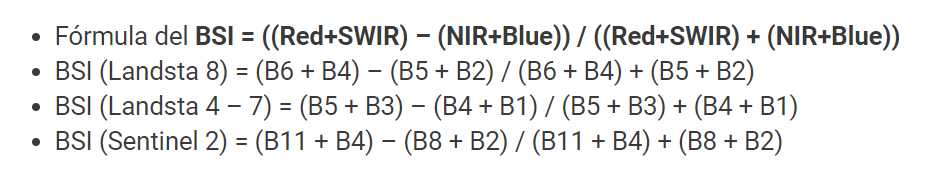 • Fórmula del BSI = ((Red+SWIR) – (NIR+Blue)) / ((Red+SWIR) + (NIR+Blue))
• BSI (Landsta 8) = (B6 + B4) – (B5 + B2) / (B6 + B4) + (B5 + B2)
• BSI (Landsta 4 – 7) = (B5 + B3) – (B4 + B1) / (B5 + B3) + (B4 + B1)
• BSI (Sentinel 2) = (B11 + B4) – (B8 + B2) / (B11 + B4) + (B8 + B2)